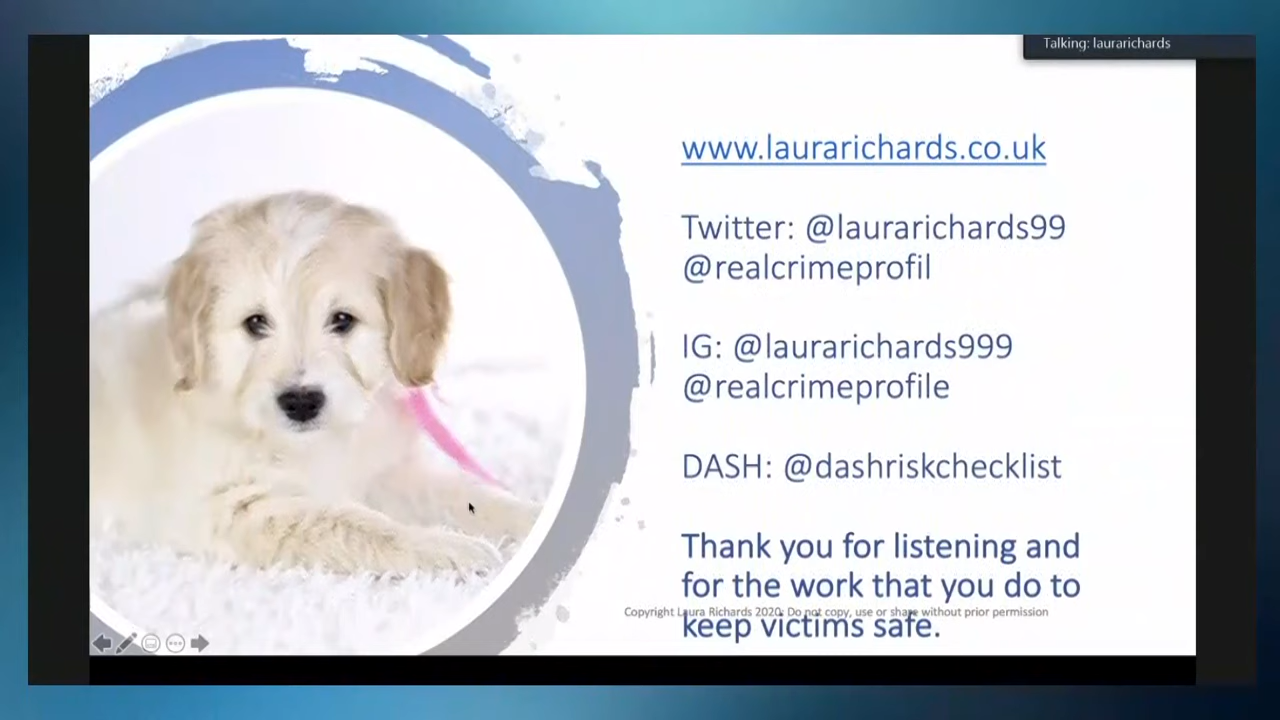 Talking: laurarichards
www.laurarichards.co.uk
Twitter: @laurarichards99
@realcrimeprofil
IG: @laurarichards999
@realcrimeprofile
DASH: @dashriskchecklist
Thank you for listening and
for the work that you do to
Copyright Laura Richards 2020: Do not copy, use or share without prior permission
keep victims safe.